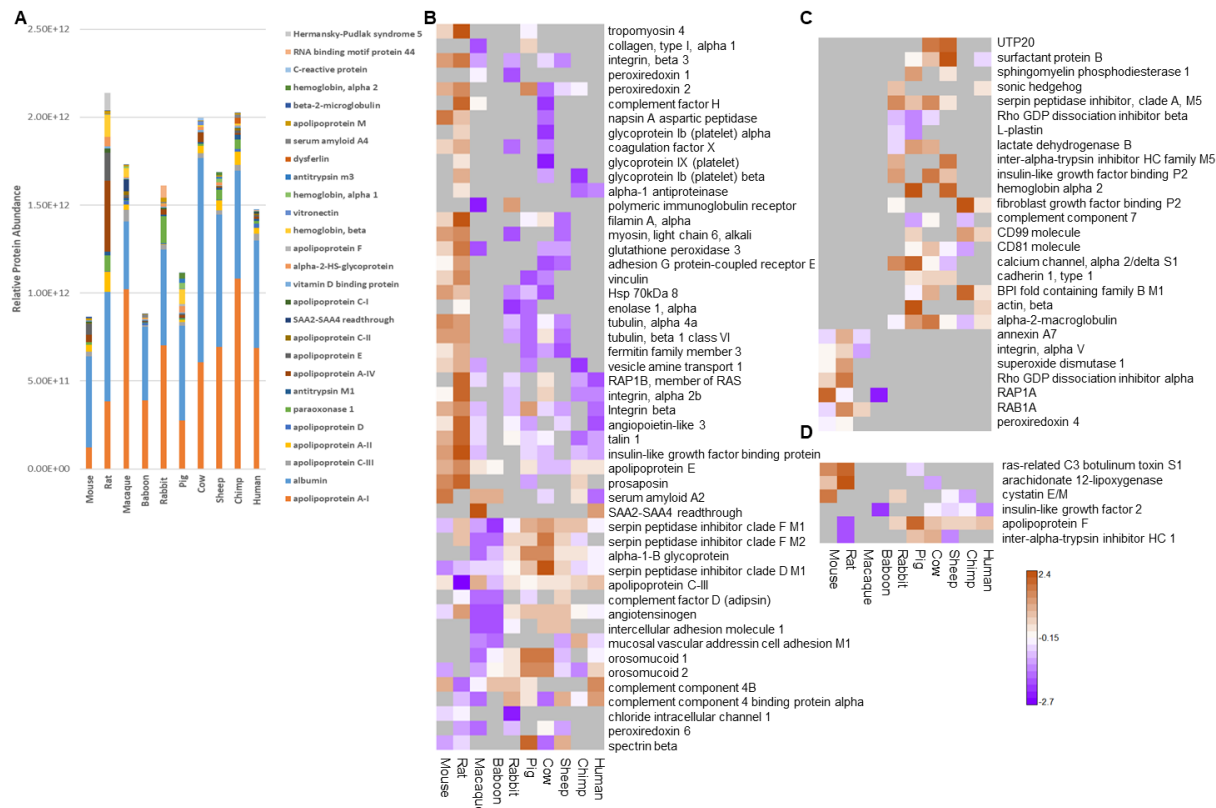 A
2.50E+12
2.00E+12
1.50E+12
1.00E+12
5.00E+11
0.00E+00
Relative Protein Abundance
Mouse
Rat
Macaque
Baboon
Rabbit
Pig
Cow
Sheep
Chimp
Human
Hermansky-Pudlak syndrome 5
RNA binding motif protein 44
C-reactive protein
hemoglobin, alpha 2
beta-2-microglobulin
apolipoprotein M
serum amyloid A4
dysferlin
antitrypsin m3
hemoglobin, alpha 1
vitronectin
hemoglobin, beta
apolipoprotein F
alpha-2-HS-glycoprotein
vitamin D binding protein
apolipoprotein C-I
SAA2-SAA4 readthrough
apolipoprotein C-II
apolipoprotein E
apolipoprotein A-IV
antitrypsin M1
paraoxonase 1
apolipoprotein D
apolipoprotein A-II
apolipoprotein C-III
albumin
apolipoprotein A-I
B
tropomyosin 4
collagen, type I, alpha 1
integrin, beta 3
peroxiredoxin 1
peroxiredoxin 2
complement factor H
napsin A aspartic peptidase
glycoprotein Ib (platelet) alpha
coagulation factor X
glycoprotein IX (platelet)
glycoprotein Ib (platelet) beta
alpha-1 antiproteinase
polymeric immunoglobulin receptor
filamin A, alpha
myosin, light chain 6, alkali
glutathione peroxidase 3
adhesion G protein-coupled receptor E
vinculin
Hsp 70kDa 8
enolase 1, alpha
tubulin, alpha 4a
tubulin, beta 1 class VI
fermitin family member 3
vesicle amine transport 1
RAP1B, member of RAS
integrin, alpha 2b
Integrin beta
angiopoietin-like 3
talin 1
insulin-like growth factor binding protein
apolipoprotein E
prosaposin
serum amyloid A2
SAA2-SAA4 readthrough
serpin peptidase inhibitor clade F M1
serpin peptidase inhibitor clade F M2
alpha-1-B glycoprotein
serpin peptidase inhibitor clade D M1
apolipoprotein C-III
complement factor D (adipsin)
angiotensinogen
intercellular adhesion molecule 1
mucosal vascular addressin cell adhesion M1
orosomucoid 1
orosomucoid 2
complement component 4B
complement component 4 binding protein alpha
chloride intracellular channel 1
peroxiredoxin 6
spectrin beta
Mouse
Rat
Macaque
Baboon
Rabbit
Pig
Cow
Sheep
Chimp
Human
C
UTP20
surfactant protein B
sphingomyelin phosphodiesterase 1
sonic hedgehog
serpin peptidase inhibitor, clade A, M5
Rho GDP dissociation inhibitor beta
L-plastin
lactate dehydrogenase B
inter-alpha-trypsin inhibitor HC family M5
insulin-like growth factor binding P2
hemoglobin alpha 2
fibroblast growth factor binding P2
complement component 7
CD99 molecule
CD81 molecule
calcium channel, alpha 2/delta S1
cadherin 1, type 1
BPI fold containing family B M1
actin, beta
alpha-2-macroglobulin
annexin A7
integrin, alpha V
superoxide dismutase 1
Rho GDP dissociation inhibitor alpha
RAP1A
RAB1A
peroxiredoxin 4
D
ras-related C3 botulinum toxin S1
arachidonate 12-lipoxygenase
cystatin E/M
insulin-like growth factor 2
apolipoprotein F
inter-alpha-trypsin inhibitor HC 1
Mouse
Rat
Macaque
Baboon
Rabbit
Pig
Cow
Sheep
Chimp
Human
2.4
-0.15
-2.7